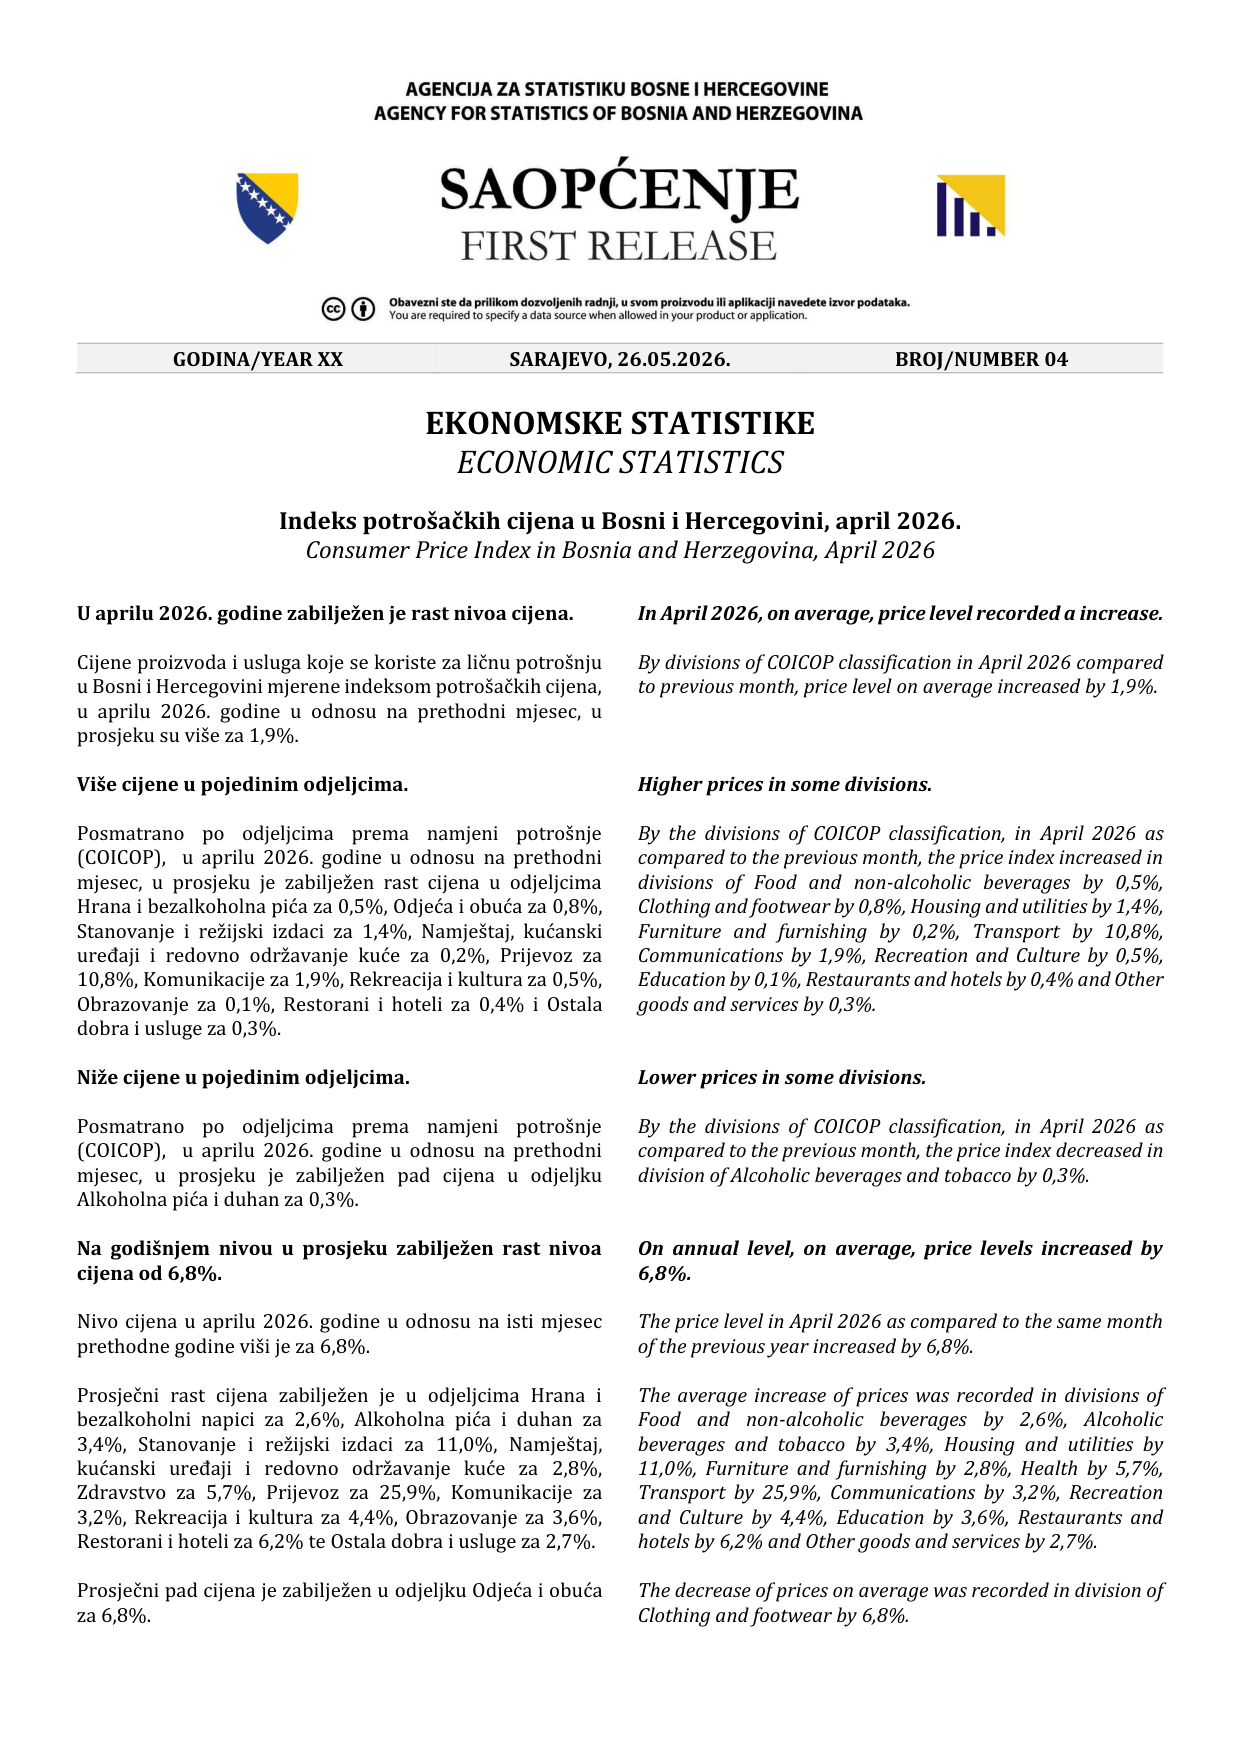 AGENCIJA ZA STATISTIKU BOSNE I HERCEGOVINE
AGENCY FOR STATISTICS OF BOSNIA AND HERZEGOVINA
SAOPĆENJE
FIRST RELEASE
cc
Obavezni ste da prilikom dozvoljenih radnji, u svom proizvodu ili aplikaciji navedete izvor podataka.
You are required to specify a data source when allowed in your product or application.
GODINA/YEAR XX SARAJEVO, 26.05.2026. BROJ/NUMBER 04
EKONOMSKE STATISTIKE
ECONOMIC STATISTICS
Indeks potrošačkih cijena u Bosni i Hercegovini, april 2026.
Consumer Price Index in Bosnia and Herzegovina, April 2026
U aprilu 2026. godine zabilježen je rast nivoa cijena.
Cijene proizvoda i usluga koje se koriste za ličnu potrošnju
u Bosni i Hercegovini mjerene indeksom potrošačkih cijena,
u aprilu 2026. godine u odnosu na prethodni mjesec, u
prosjeku su više za 1,9%.
Više cijene u pojedinim odjeljcima.
Posmatrano po odjeljcima prema namjeni potrošnje
(COICOP), u aprilu 2026. godine u odnosu na prethodni
mjesec, u prosjeku je zabilježen rast cijena u odjeljcima
Hrana i bezalkoholna pića za 0,5%, Odjeća i obuća za 0,8%,
Stanovanje i režijski izdaci za 1,4%, Namještaj, kućanski
uređaji i redovno održavanje kuće za 0,2%, Prijevoz za
10,8%, Komunikacije za 1,9%, Rekreacija i kultura za 0,5%,
Obrazovanje za 0,1%, Restorani i hoteli za 0,4% i Ostala
dobra i usluge za 0,3%.
Niže cijene u pojedinim odjeljcima.
Posmatrano po odjeljcima prema namjeni potrošnje
(COICOP), u aprilu 2026. godine u odnosu na prethodni
mjesec, u prosjeku je zabilježen pad cijena u odjeljku
Alkoholna pića i duhan za 0,3%.
Na godišnjem nivou u prosjeku zabilježen rast nivoa
cijena od 6,8%.
Nivo cijena u aprilu 2026. godine u odnosu na isti mjesec
prethodne godine viši je za 6,8%.
Prosječni rast cijena zabilježen je u odjeljcima Hrana i
bezalkoholni napici za 2,6%, Alkoholna pića i duhan za
3,4%, Stanovanje i režijski izdaci za 11,0%, Namještaj,
kućanski uređaji i redovno održavanje kuće za 2,8%,
Zdravstvo za 5,7%, Prijevoz za 25,9%, Komunikacije za
3,2%, Rekreacija i kultura za 4,4%, Obrazovanje za 3,6%,
Restorani i hoteli za 6,2% te Ostala dobra i usluge za 2,7%.
Prosječni pad cijena je zabilježen u odjeljku Odjeća i obuća
za 6,8%.
In April 2026, on average, price level recorded a increase.
By divisions of COICOP classification in April 2026 compared
to previous month, price level on average increased by 1,9%.
Higher prices in some divisions.
By the divisions of COICOP classification, in April 2026 as
compared to the previous month, the price index increased in
divisions of Food and non-alcoholic beverages by 0,5%,
Clothing and footwear by 0,8%, Housing and utilities by 1,4%,
Furniture and furnishing by 0,2%, Transport by 10,8%,
Communications by 1,9%, Recreation and Culture by 0,5%,
Education by 0,1%, Restaurants and hotels by 0,4% and Other
goods and services by 0,3%.
Lower prices in some divisions.
By the divisions of COICOP classification, in April 2026 as
compared to the previous month, the price index decreased in
division of Alcoholic beverages and tobacco by 0,3%.
On annual level, on average, price levels increased by
6,8%.
The price level in April 2026 as compared to the same month
of the previous year increased by 6,8%.
The average increase of prices was recorded in divisions of
Food and non-alcoholic beverages by 2,6%, Alcoholic
beverages and tobacco by 3,4%, Housing and utilities by
11,0%, Furniture and furnishing by 2,8%, Health by 5,7%,
Transport by 25,9%, Communications by 3,2%, Recreation
and Culture by 4,4%, Education by 3,6%, Restaurants and
hotels by 6,2% and Other goods and services by 2,7%.
The decrease of prices on average was recorded in division of
Clothing and footwear by 6,8%.